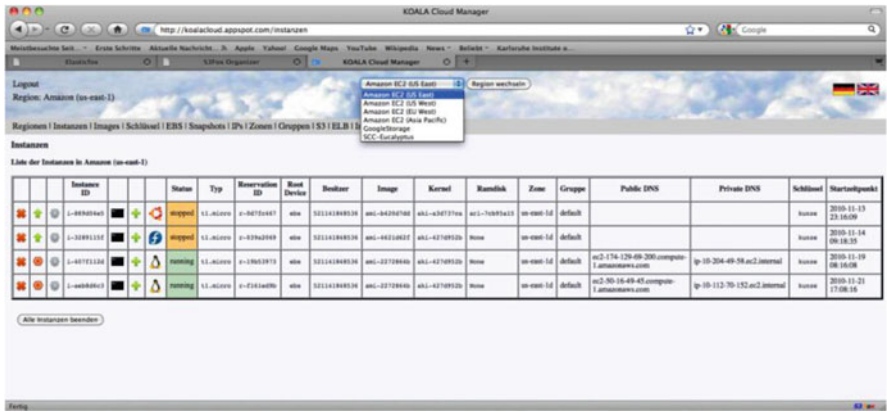 KOALA Cloud Manager
http://koalacloud.appspot.com/instanzen
Google
Meistbesuchte Seit... Erste Schritte Aktuelle Nachricht... Apple Yahoo! Google Maps YouTube Wikipedia News Beliebt Karlsruhe Institute o...
Elasticfox S3Fox Organizer KOALA Cloud Manager
Logout
Region: Amazon (us-east-1)
Amazon EC2 (US East) Region wechseln
Amazon EC2 (US East)
Amazon EC2 (US West)
Amazon EC2 (EU West)
Amazon EC2 (Asia Pacific)
GoogleStorage
SCC-Eucalyptus
Regionen | Instanzen | Images | Schlüssel | EBS | Snapshots | IPs | Zonen | Gruppen | S3 | ELB |
Instanzen
Liste der Instanzen in Amazon (us-east-1)
Instance ID Status Typ Reservation ID Root Device Besitzer Image Kernel Ramdisk Zone Gruppe Public DNS Private DNS Schlüssel Startzeitpunkt
stopped t1.micro ebs us-east-1d default kunze 2010-11-13 23:16:09
stopped t1.micro ebs None us-east-1d default kunze 2010-11-14 09:18:35
running t1.micro ebs None us-east-1d default ec2-174-129-69-200.compute-1.amazonaws.com ip-10-204-49-58.ec2.internal kunze 2010-11-19 08:16:08
running t1.micro ebs None us-east-1d default ec2-50-16-49-45.compute-1.amazonaws.com ip-10-112-70-152.ec2.internal kunze 2010-11-21 17:08:16
Alle Instanzen beenden
Fertig